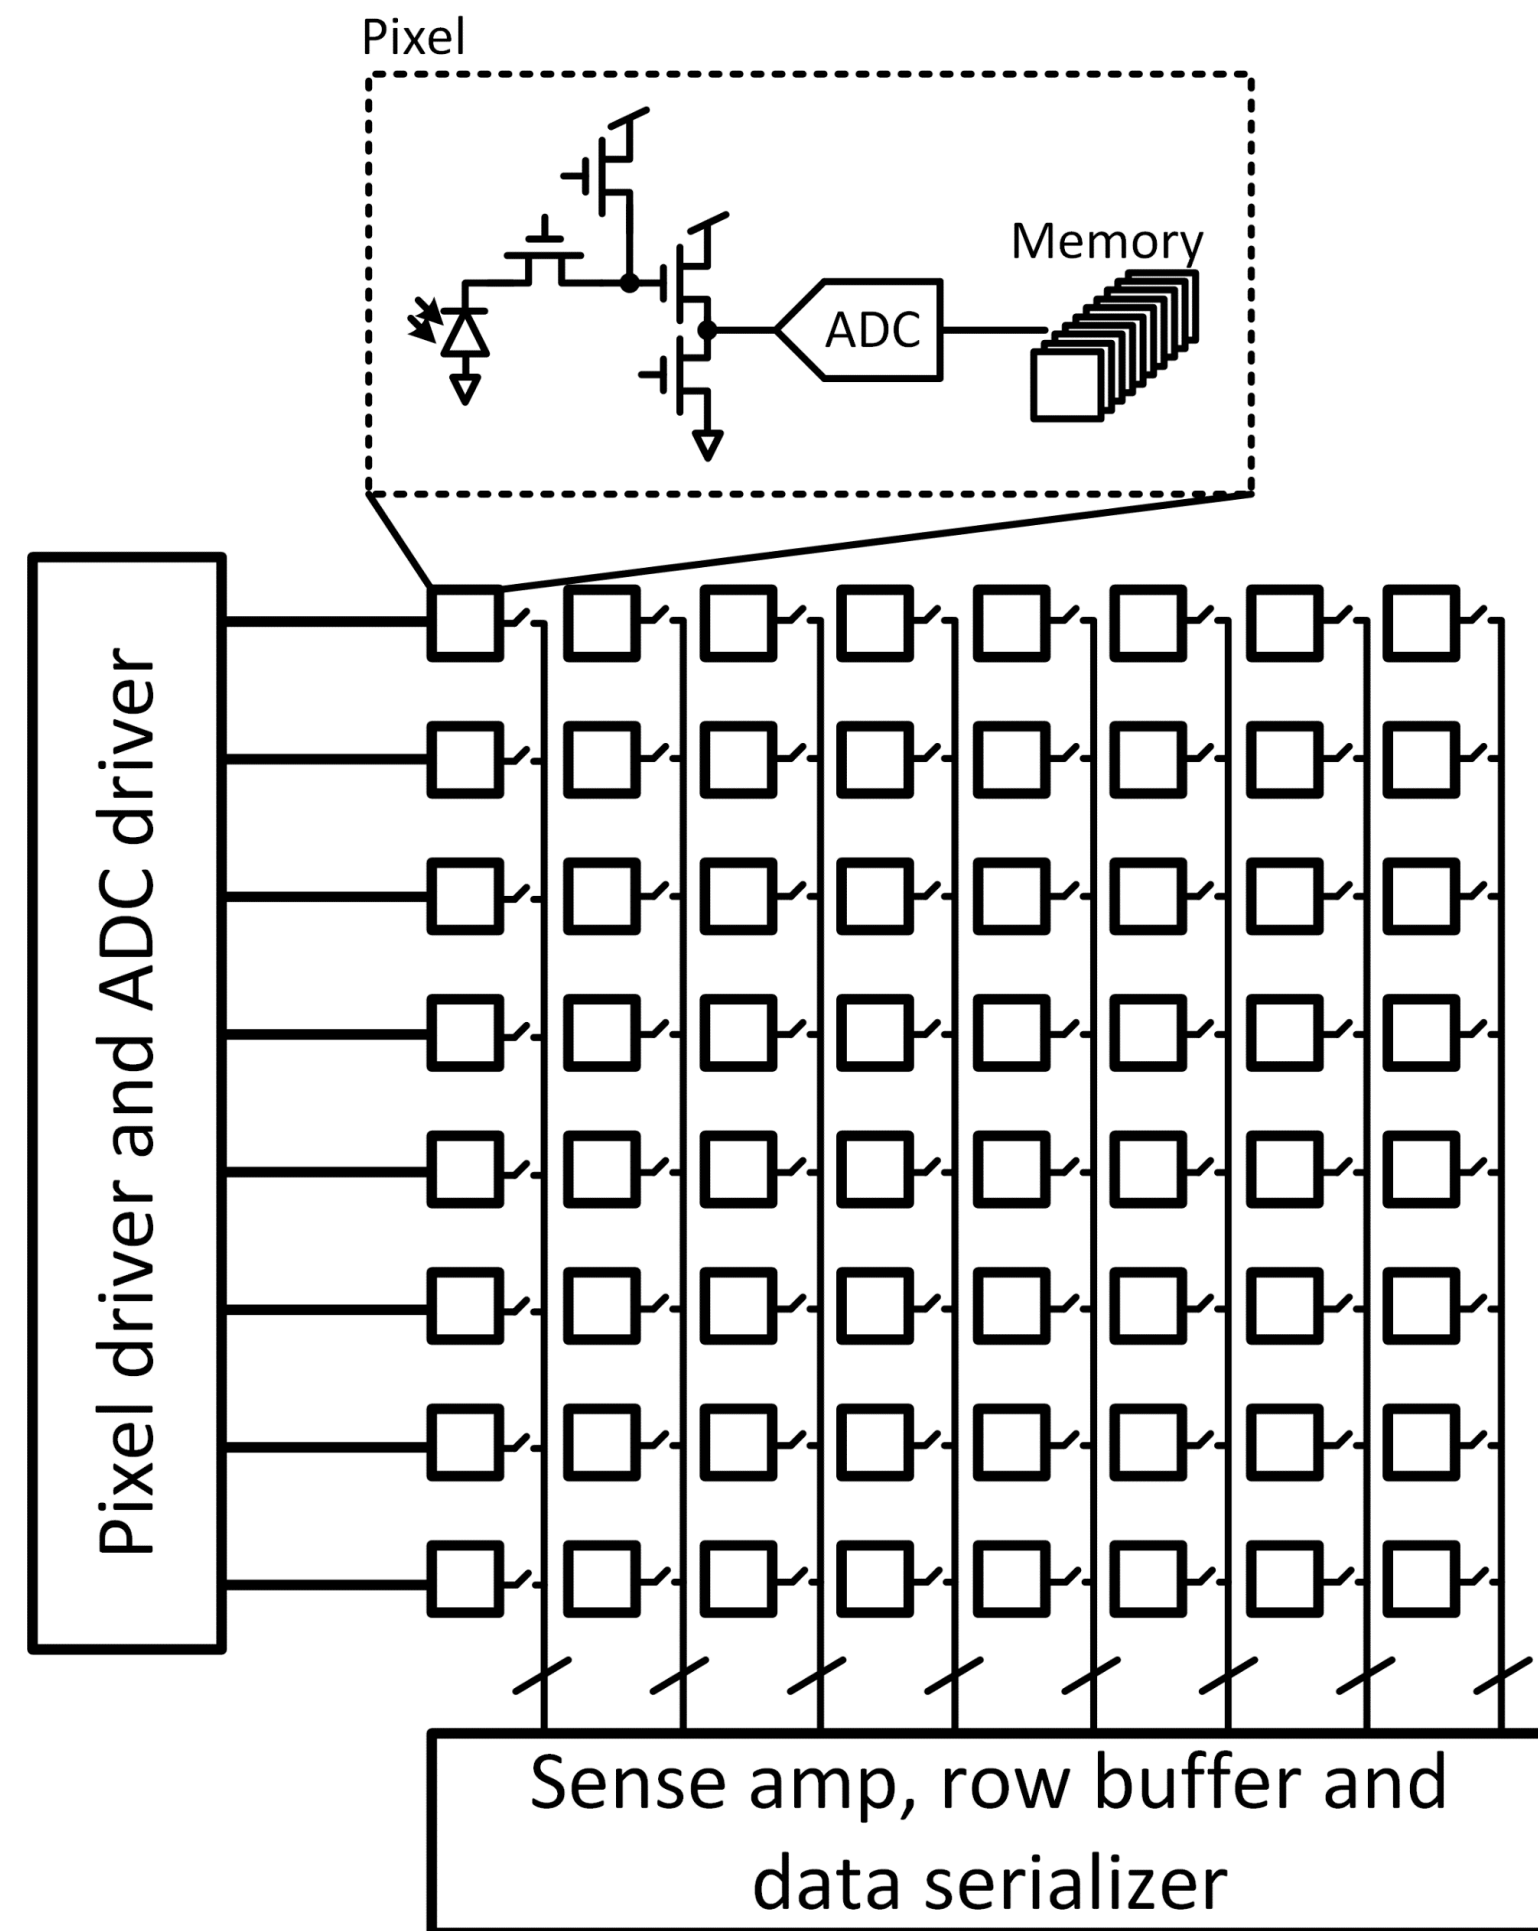 Pixel
Memory
ADC
Pixel driver and ADC driver
Sense amp, row buffer and
data serializer